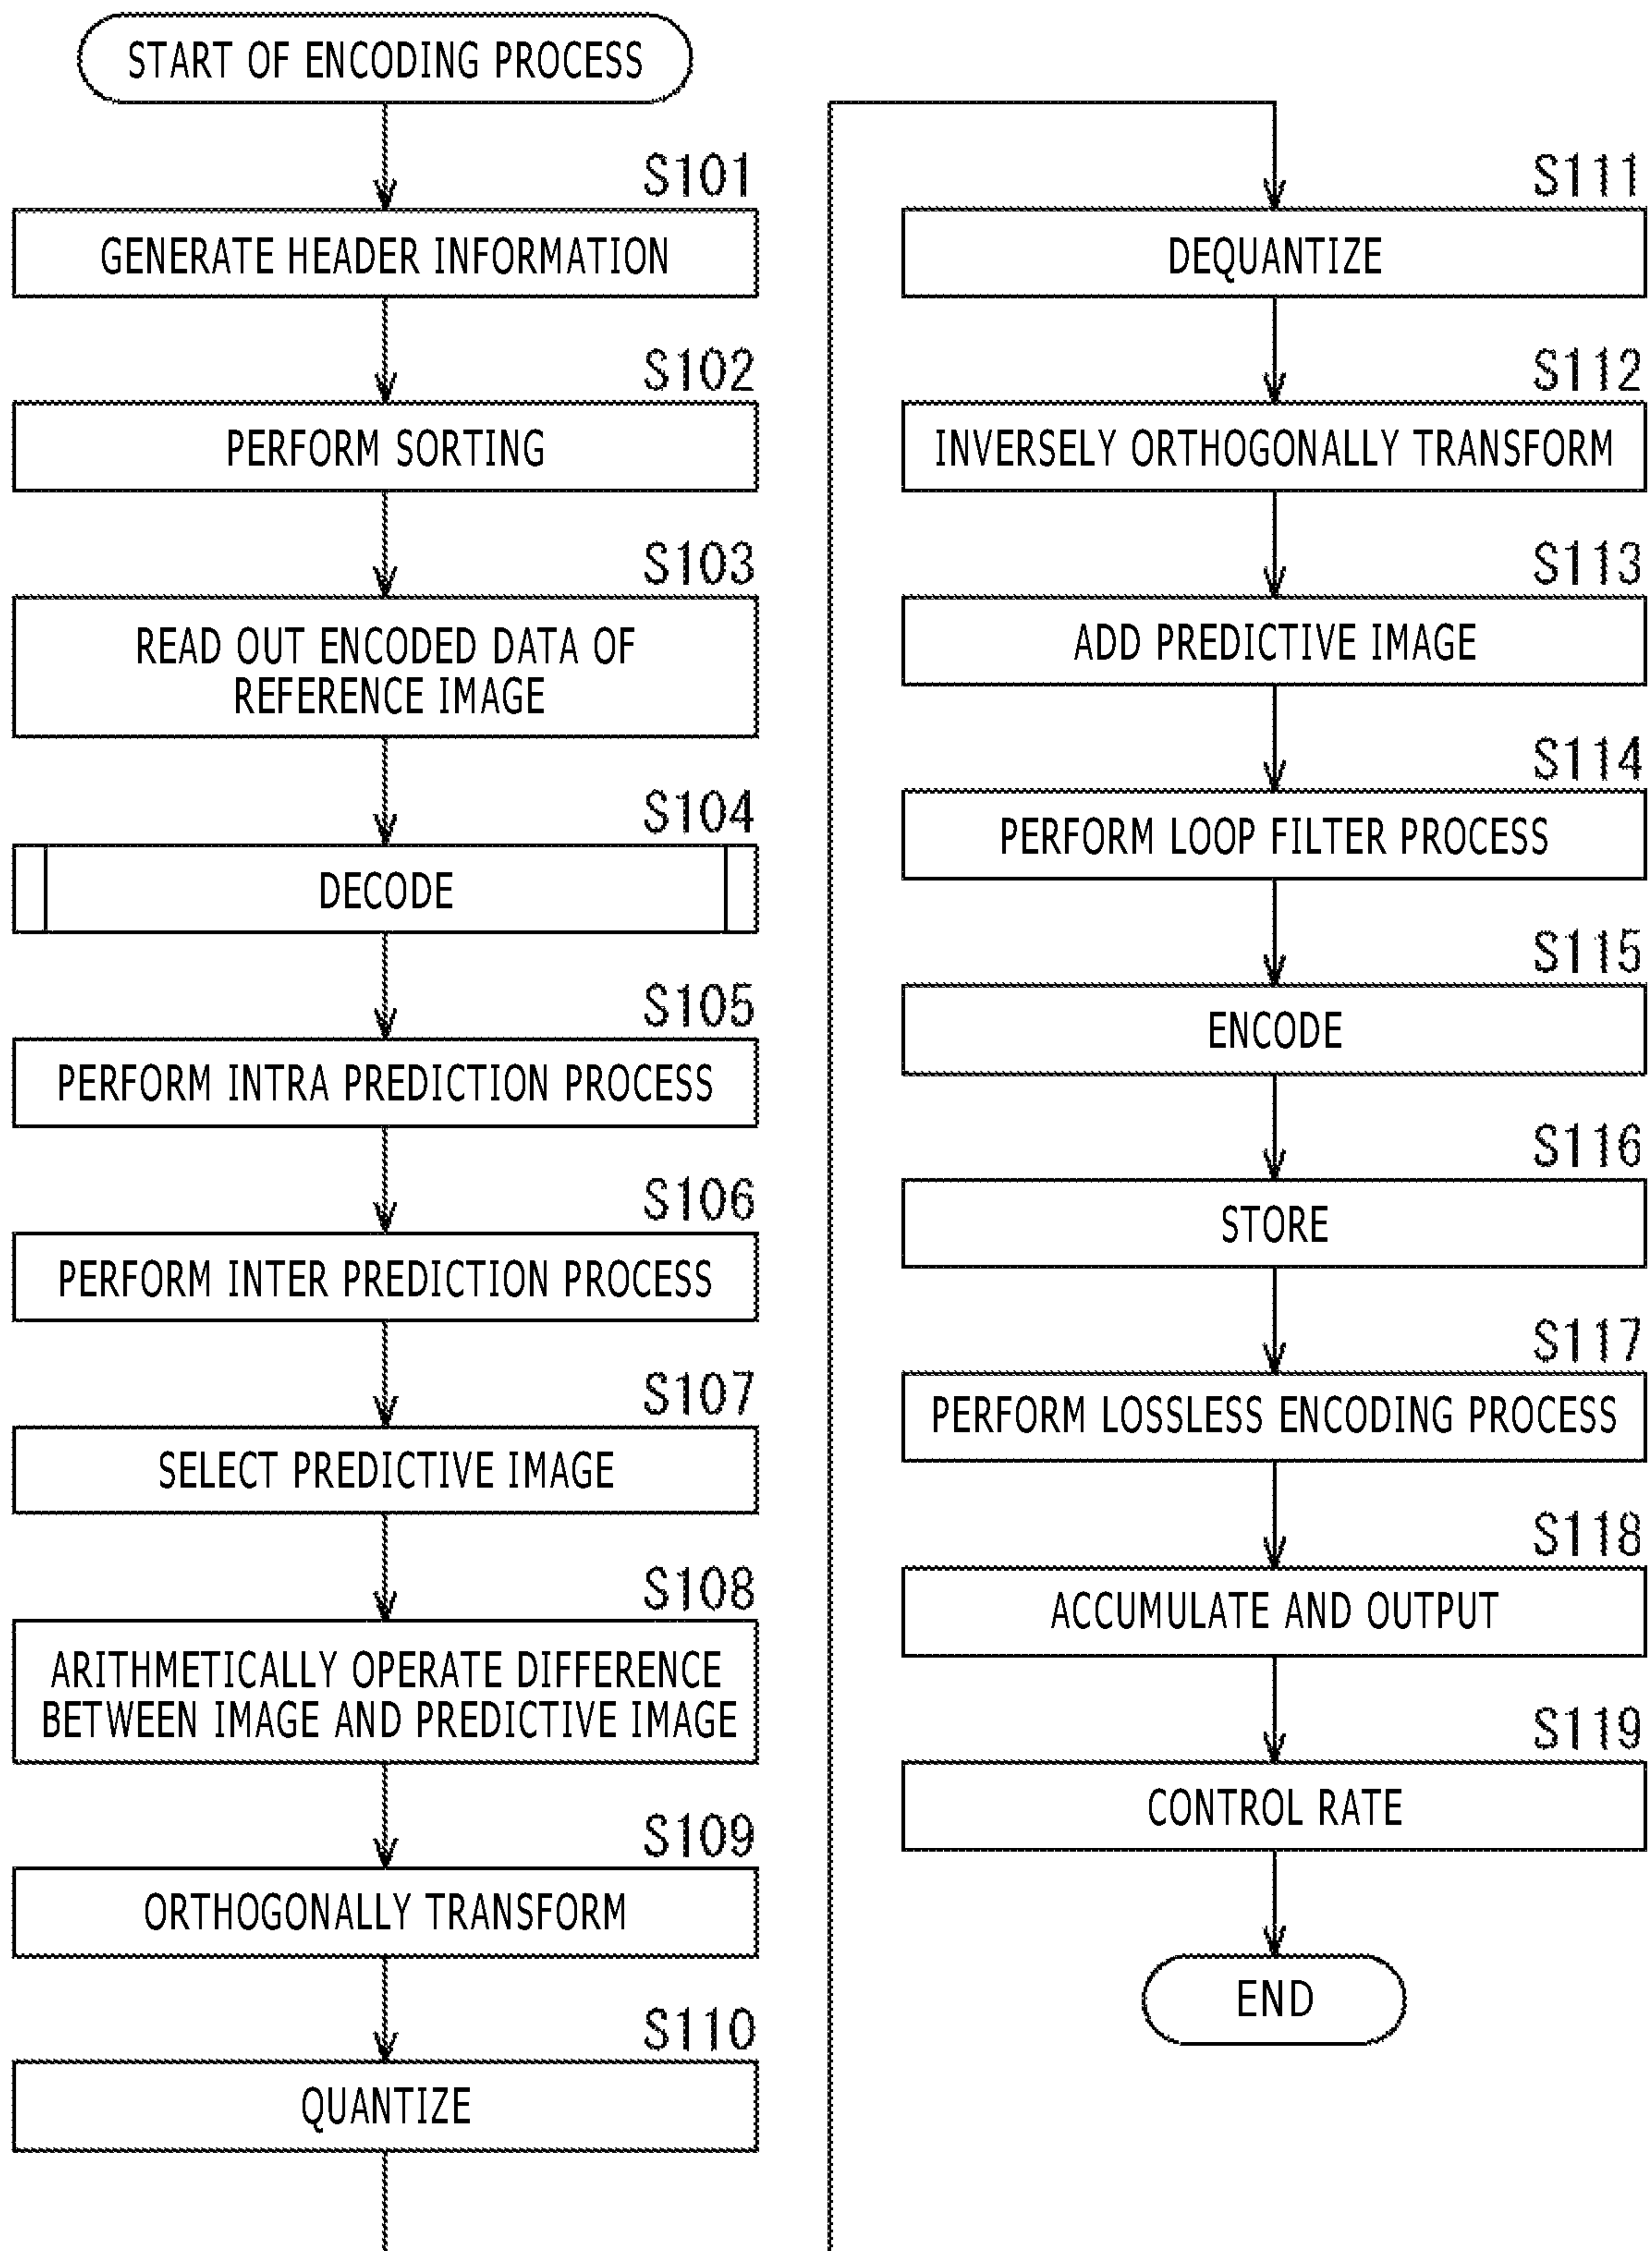 START OF ENCODING PROCESS
S101
GENERATE HEADER INFORMATION
S102
PERFORM SORTING
S103
READ OUT ENCODED DATA OF
REFERENCE IMAGE
S104
DECODE
S105
PERFORM INTRA PREDICTION PROCESS
S106
PERFORM INTER PREDICTION PROCESS
S107
SELECT PREDICTIVE IMAGE
S108
ARITHMETICALLY OPERATE DIFFERENCE
BETWEEN IMAGE AND PREDICTIVE IMAGE
S109
ORTHOGONALLY TRANSFORM
S110
QUANTIZE
S111
DEQUANTIZE
S112
INVERSELY ORTHOGONALLY TRANSFORM
S113
ADD PREDICTIVE IMAGE
S114
PERFORM LOOP FILTER PROCESS
S115
ENCODE
S116
STORE
S117
PERFORM LOSSLESS ENCODING PROCESS
S118
ACCUMULATE AND OUTPUT
S119
CONTROL RATE
END